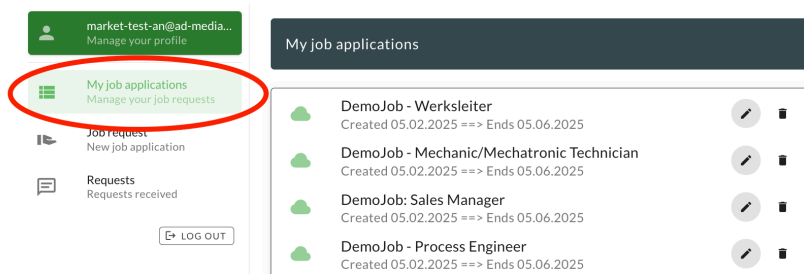 market-test-an@ad-media...
Manage your profile
My job applications
Manage your job requests
Job request
New job application
Requests
Requests received
LOG OUT
My job applications
DemoJob - Werksleiter
Created 05.02.2025 ==> Ends 05.06.2025
DemoJob - Mechanic/Mechatronic Technician
Created 05.02.2025 ==> Ends 05.06.2025
DemoJob: Sales Manager
Created 05.02.2025 ==> Ends 05.06.2025
DemoJob - Process Engineer
Created 05.02.2025 ==> Ends 05.06.2025